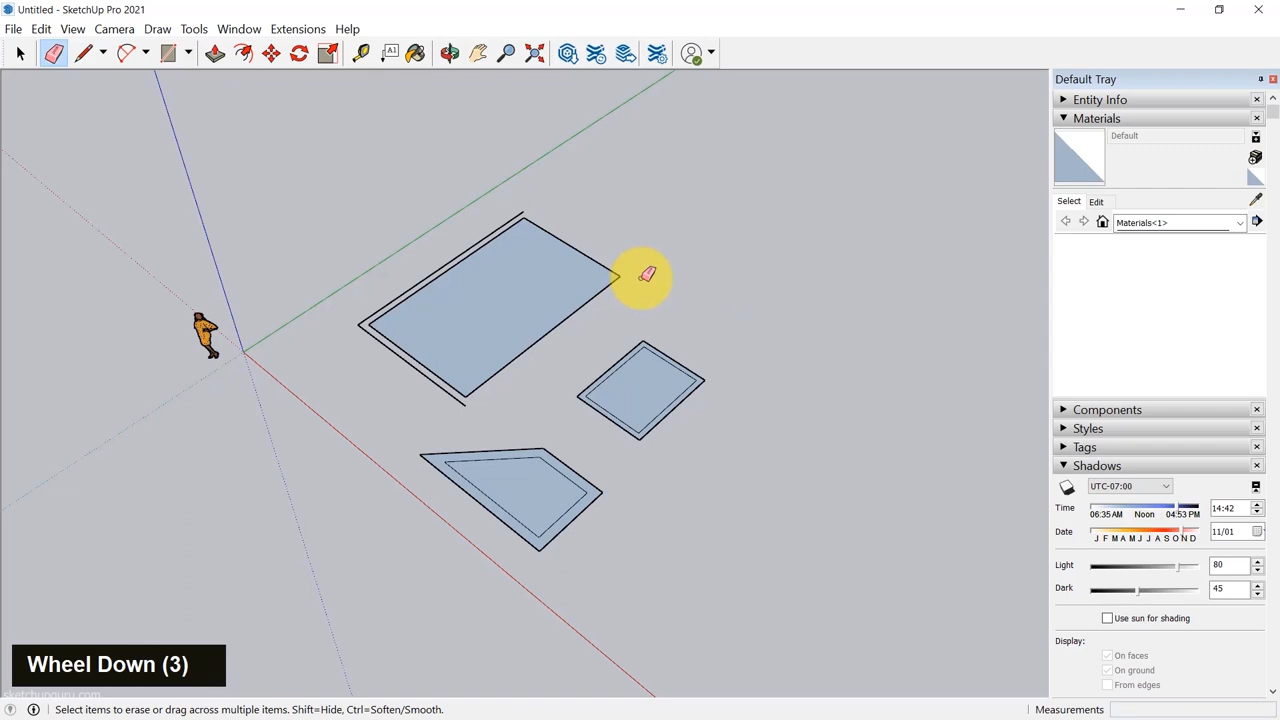 Untitled - SketchUp Pro 2021
File Edit View Camera Draw Tools Window Extensions Help
A1
Default Tray
Entity Info
Materials
Default
Select Edit
Materials<1>
Components
Styles
Tags
Shadows
UTC-07:00
Time 06:35 AM Noon 04:53 PM 14:42
Date J F M A M J J A S O N D 11/01
Light 80
Dark 45
Use sun for shading
Display:
On faces
On ground
From edges
Wheel Down (3)
sketchupguru.com
Select items to erase or drag across multiple items. Shift=Hide, Ctrl=Soften/Smooth.
Measurements